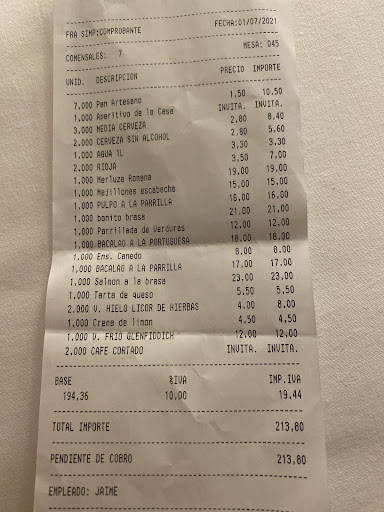 FRA SIMP:COMPROBANTE FECHA:01/07/2021
COMENSALES: 7 MESA: 045
UNID. DESCRIPCION PRECIO IMPORTE
7,000 Pan Artesano 1,50 10,50
1,000 Aperitivo de la Casa INVITA. INVITA.
3,000 MEDIA CERVEZA 2,80 8,40
2,000 CERVEZA SIN ALCOHOL 2,80 5,60
1,000 AGUA 1L 3,30 3,30
2,000 RIOJA 3,50 7,00
1,000 Merluza Romana 19,00 19,00
1,000 Mejillones escabeche 15,00 15,00
1,000 PULPO A LA PARRILLA 16,00 16,00
1,000 bonito brasa 21,00 21,00
1,000 Parrillada de Verduras 12,00 12,00
1,000 BACALAO A LA PORTUGUESA 18,00 18,00
1,000 Ens. Canedo 8,00 8,00
1,000 BACALAO A LA PARRILLA 17,00 17,00
1,000 Salmon a la brasa 23,00 23,00
1,000 Tarta de queso 5,50 5,50
2,000 V. HIELO LICOR DE HIERBAS 4,00 8,00
1,000 Crema de limon 4,50 4,50
1,000 V. FRIO GLENFIDDICH 12,00 12,00
2,000 CAFE CORTADO INVITA. INVITA.
BASE %IVA IMP.IVA
194,36 10,00 19,44
TOTAL IMPORTE 213,80
PENDIENTE DE COBRO 213,80
EMPLEADO: JAIME